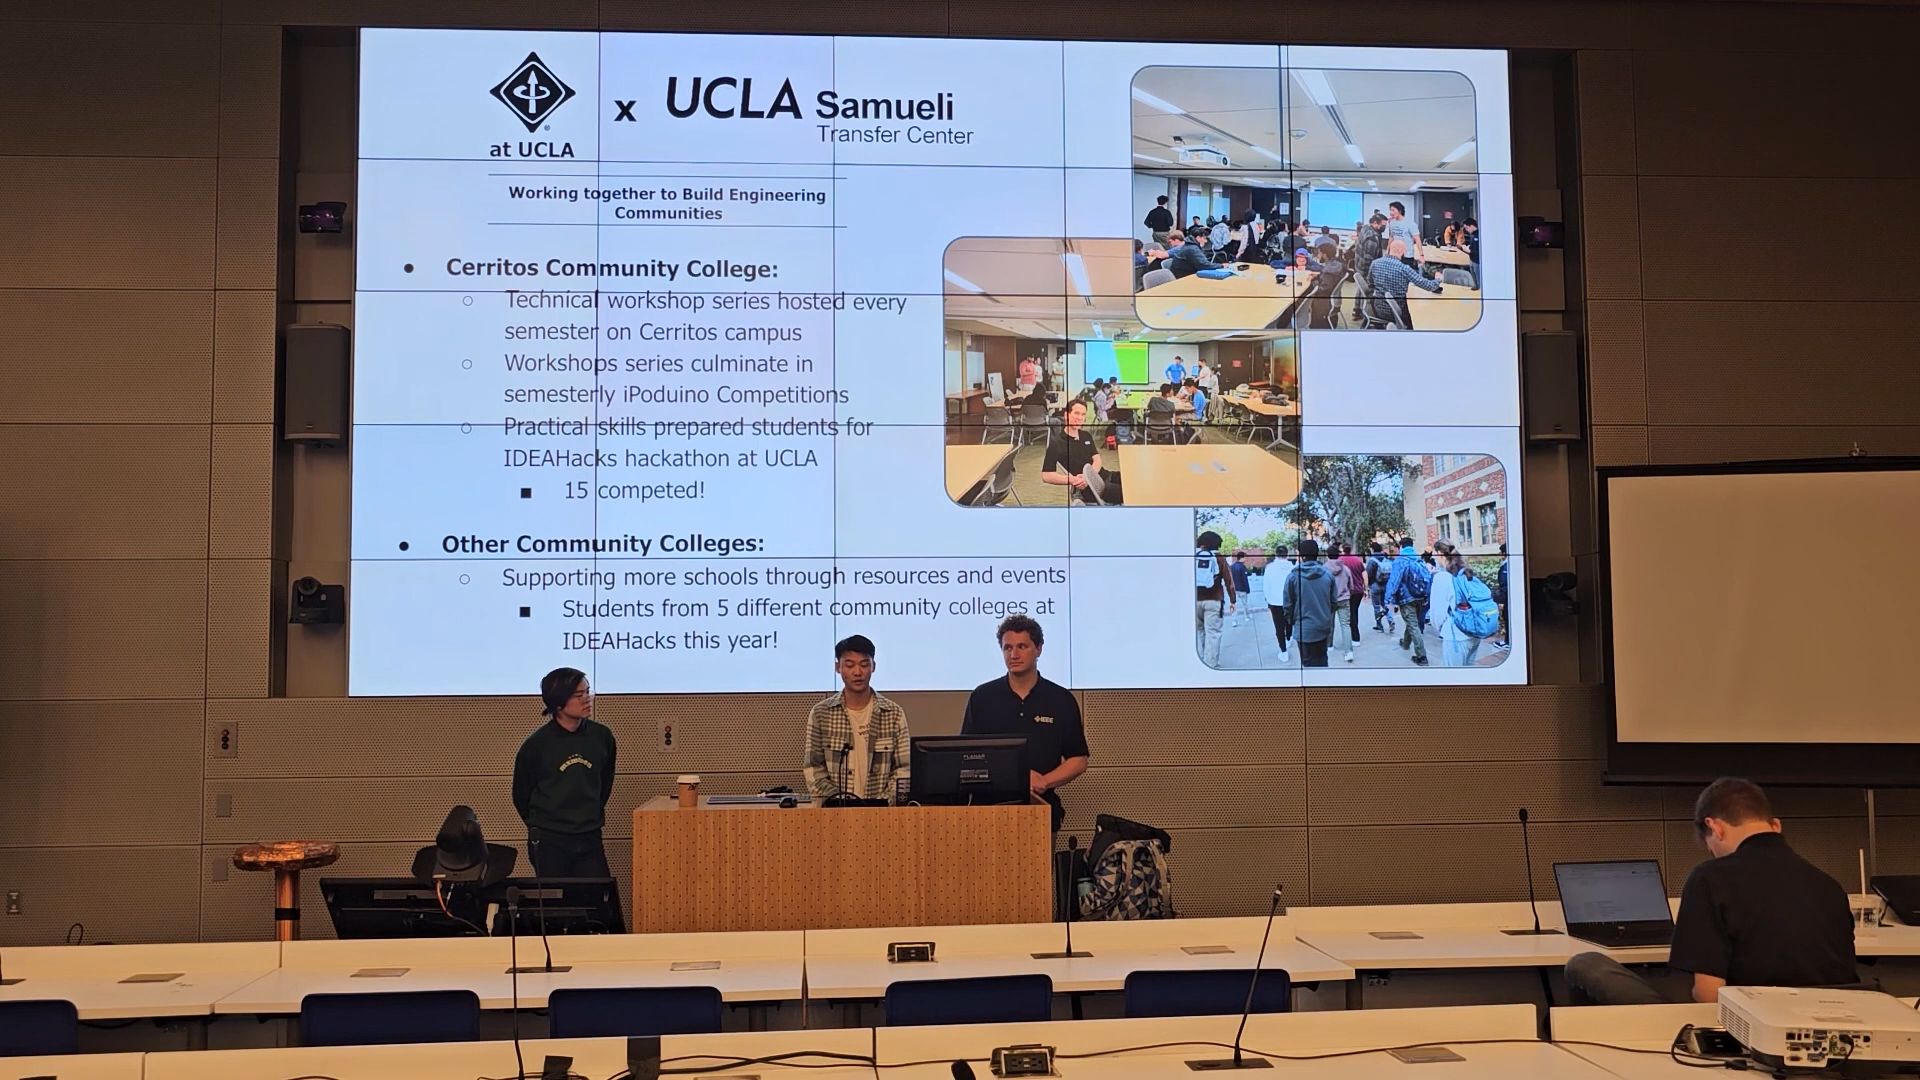 at UCLA
x
UCLA Samueli
Transfer Center
Working together to Build Engineering
Communities
● Cerritos Community College:
○ Technical workshop series hosted every
semester on Cerritos campus
○ Workshops series culminate in
semesterly iPoduino Competitions
○ Practical skills prepared students for
IDEAHacks hackathon at UCLA
■ 15 competed!
● Other Community Colleges:
○ Supporting more schools through resources and events
■ Students from 5 different community colleges at
IDEAHacks this year!
IEEE
PLANAR